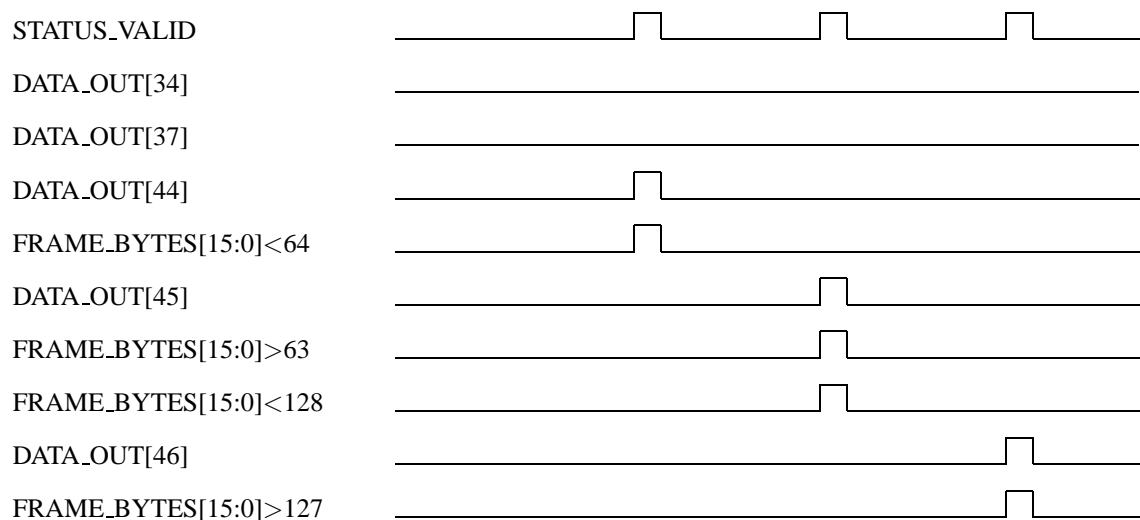 STATUS_VALID
DATA_OUT[34]
DATA_OUT[37]
DATA_OUT[44]
FRAME_BYTES[15:0]<64
DATA_OUT[45]
FRAME_BYTES[15:0]>63
FRAME_BYTES[15:0]<128
DATA_OUT[46]
FRAME_BYTES[15:0]>127